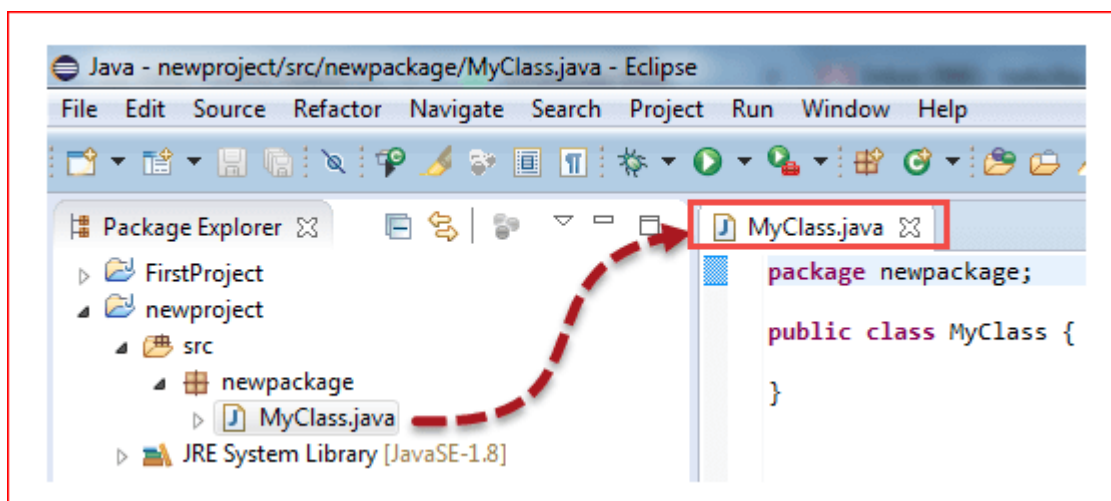 Java - newproject/src/newpackage/MyClass.java - Eclipse
File Edit Source Refactor Navigate Search Project Run Window Help
Package Explorer
FirstProject
newproject
src
newpackage
MyClass.java
JRE System Library [JavaSE-1.8]
MyClass.java
package newpackage;
public class MyClass {
}